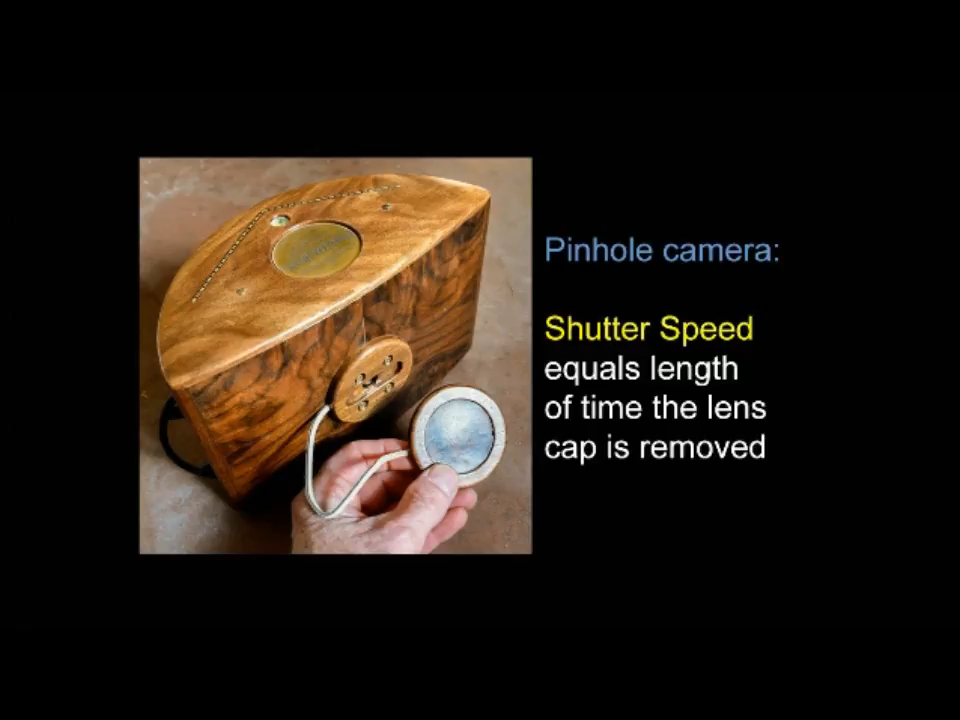 Pinhole camera:
Shutter Speed
equals length
of time the lens
cap is removed